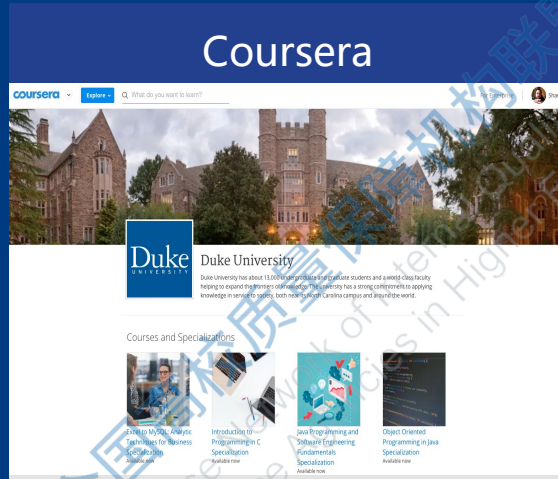 Coursera
coursera
Explore
What do you want to learn?
For Enterprise
Duke
UNIVERSITY
Duke University
Duke University has about 13,000 undergraduate and graduate students and a world-class faculty
helping to expand the frontiers of knowledge. The university has a strong commitment to applying
knowledge in service to society, both near its North Carolina campus and around the world.
Courses and Specializations
Excel to MySQL: Analytic
Techniques for Business
Specialization
Available now
Introduction to
Programming in C
Specialization
Available now
Java Programming and
Software Engineering
Fundamentals
Specialization
Available now
Object Oriented
Programming in Java
Specialization
Available now